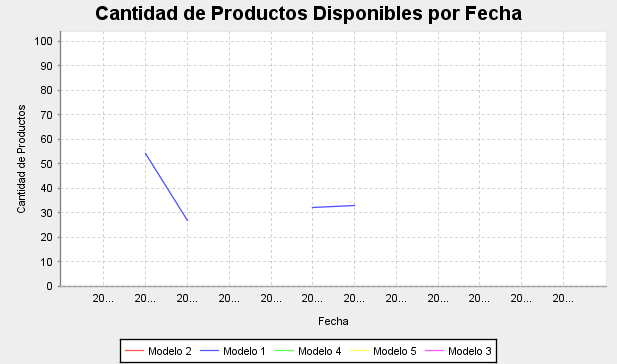 Cantidad de Productos Disponibles por Fecha
100
90
80
70
60
50
40
30
20
10
0
Cantidad de Productos
20... 20... 20... 20... 20... 20... 20... 20... 20... 20... 20... 20...
Fecha
Modelo 2 Modelo 1 Modelo 4 Modelo 5 Modelo 3